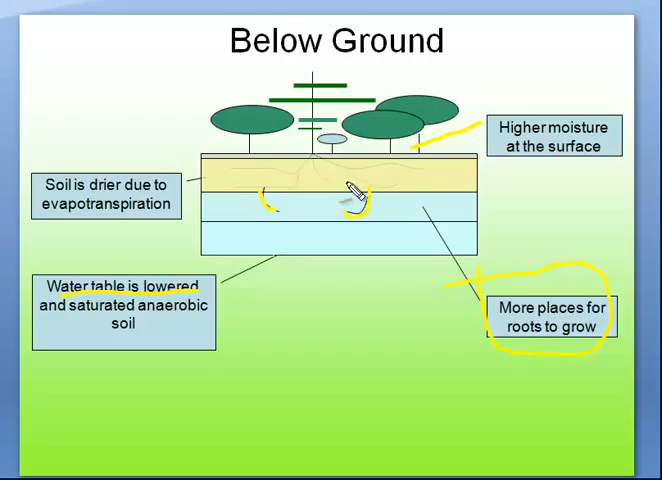 Below Ground
Higher moisture
at the surface
Soil is drier due to
evapotranspiration
Water table is lowered
and saturated anaerobic
soil
More places for
roots to grow